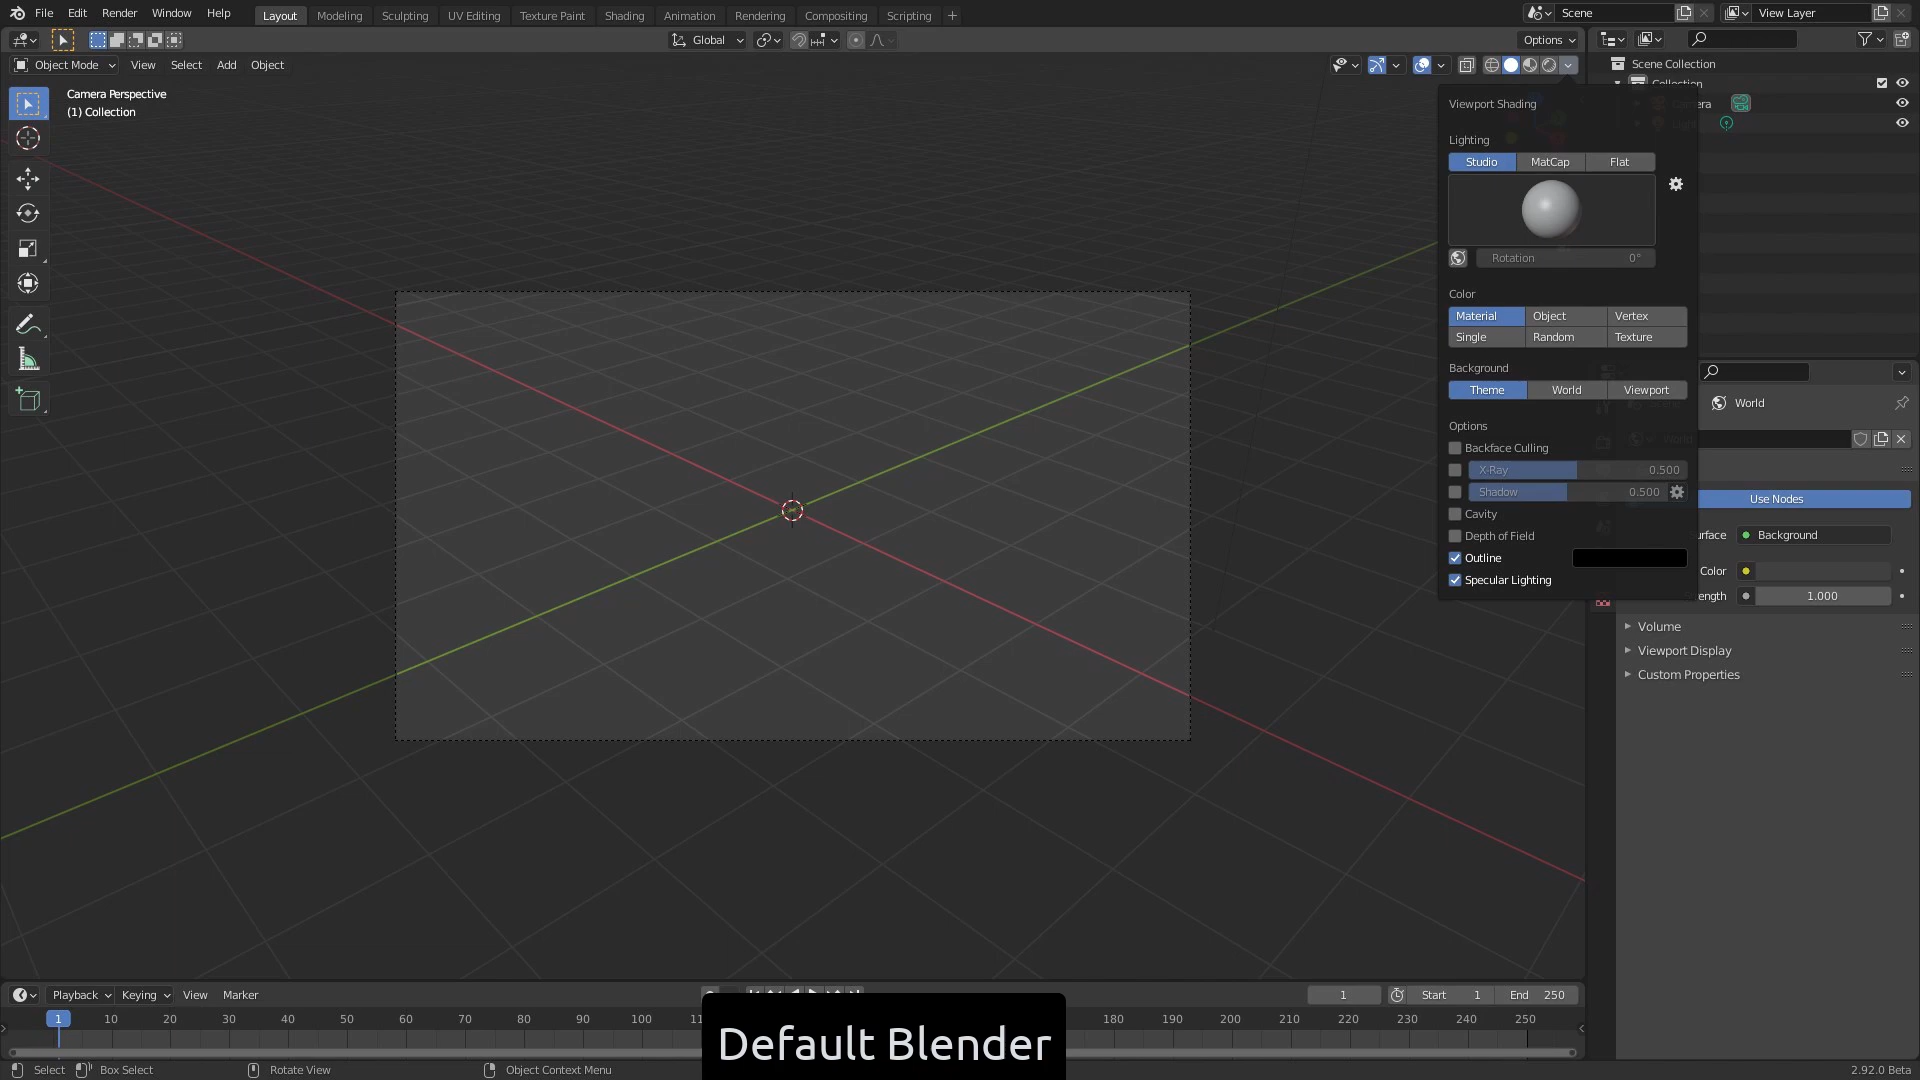 File Edit Render Window Help Layout Modeling Sculpting UV Editing Texture Paint Shading Animation Rendering Compositing Scripting + Scene View Layer
Global Options
Object Mode View Select Add Object Scene Collection
Collection
Camera Perspective
(1) Collection
Viewport Shading
Lighting
Studio MatCap Flat
Rotation 0°
Color
Material Object Vertex
Single Random Texture
Background
Theme World Viewport
World
Options
Backface Culling
X-Ray 0.500
Shadow 0.500
Use Nodes
Cavity
Depth of Field
Background
Outline
Specular Lighting
Color
1.000
Volume
Viewport Display
Custom Properties
Playback Keying View Marker 1 Start 1 End 250
1 10 20 30 40 50 60 70 80 90 100 180 190 200 210 220 230 240 250
Default Blender
Select Box Select Rotate View Object Context Menu 2.92.0 Beta